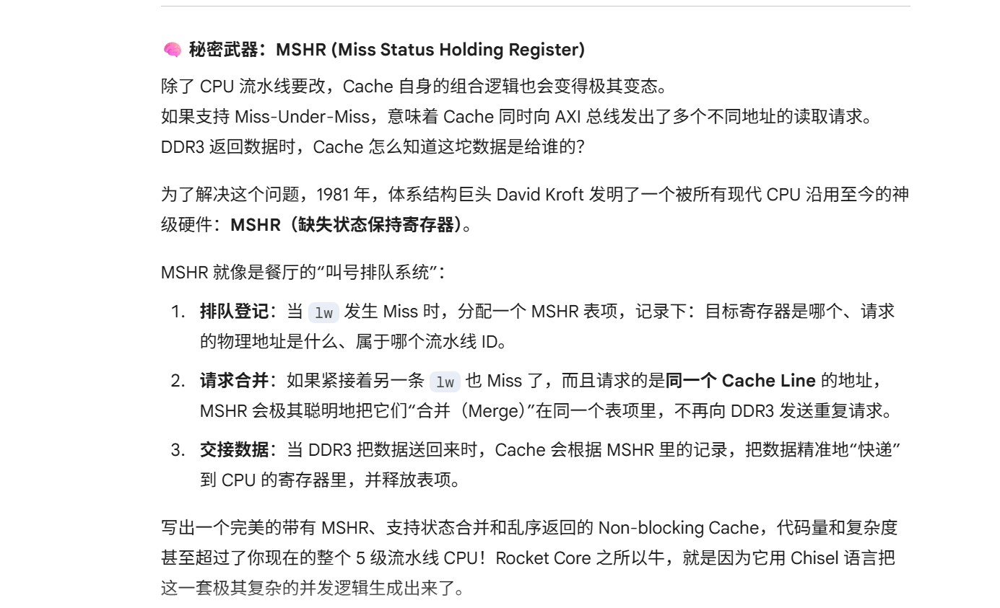 🧠 秘密武器：MSHR (Miss Status Holding Register)
除了 CPU 流水线要改，Cache 自身的组合逻辑也会变得极其变态。
如果支持 Miss-Under-Miss，意味着 Cache 同时向 AXI 总线发出了多个不同地址的读取请求。
DDR3 返回数据时，Cache 怎么知道这坨数据是给谁的？
为了解决这个问题，1981 年，体系结构巨头 David Kroft 发明了一个被所有现代 CPU 沿用至今的神
级硬件：MSHR（缺失状态保持寄存器）。
MSHR 就像是餐厅的“叫号排队系统”：
1. 排队登记：当 lw 发生 Miss 时，分配一个 MSHR 表项，记录下：目标寄存器是哪个、请求
的物理地址是什么、属于哪个流水线 ID。
2. 请求合并：如果紧接着另一条 lw 也 Miss 了，而且请求的是同一个 Cache Line 的地址，
MSHR 会极其聪明地把它们“合并（Merge）”在同一个表项里，不再向 DDR3 发送重复请求。
3. 交接数据：当 DDR3 把数据送回来时，Cache 会根据 MSHR 里的记录，把数据精准地“快递”
到 CPU 的寄存器里，并释放表项。
写出一个完美的带有 MSHR、支持状态合并和乱序返回的 Non-blocking Cache，代码量和复杂度
甚至超过了你现在的整个 5 级流水线 CPU！Rocket Core 之所以牛，就是因为它用 Chisel 语言把
这一套极其复杂的并发逻辑生成出来了。